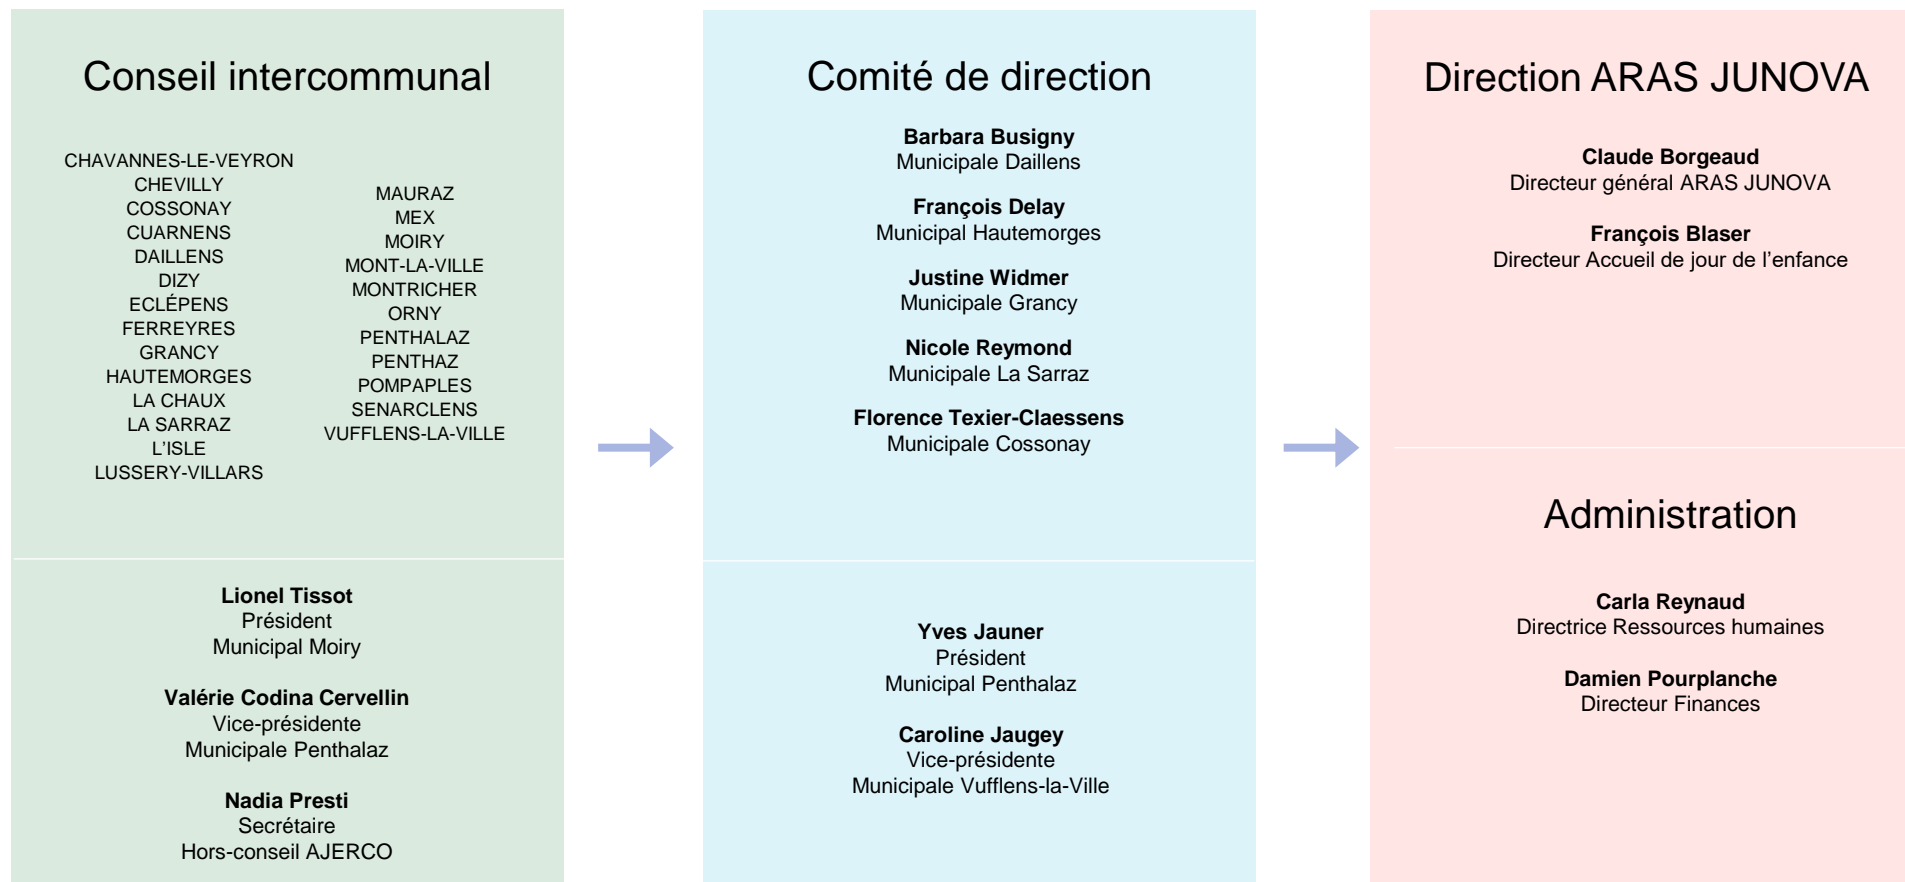 Conseil intercommunal
CHAVANNES-LE-VEYRON
CHEVILLY
COSSONAY
CUARNENS
DAILLENS
DIZY
ECLÉPENS
FERREYRES
GRANCY
HAUTEMORGES
LA CHAUX
LA SARRAZ
L’ISLE
LUSSERY-VILLARS
MAURAZ
MEX
MOIRY
MONT-LA-VILLE
MONTRICHER
ORNY
PENTHALAZ
PENTHAZ
POMPAPLES
SENARCLENS
VUFFLENS-LA-VILLE
Lionel Tissot
Président
Municipal Moiry
Valérie Codina Cervellin
Vice-présidente
Municipale Penthalaz
Nadia Presti
Secrétaire
Hors-conseil AJERCO
Comité de direction
Barbara Busigny
Municipale Daillens
François Delay
Municipal Hautemorges
Justine Widmer
Municipale Grancy
Nicole Reymond
Municipale La Sarraz
Florence Texier-Claessens
Municipale Cossonay
Yves Jauner
Président
Municipal Penthalaz
Caroline Jaugey
Vice-présidente
Municipale Vufflens-la-Ville
Direction ARAS JUNOVA
Claude Borgeaud
Directeur général ARAS JUNOVA
François Blaser
Directeur Accueil de jour de l’enfance
Administration
Carla Reynaud
Directrice Ressources humaines
Damien Pourplanche
Directeur Finances